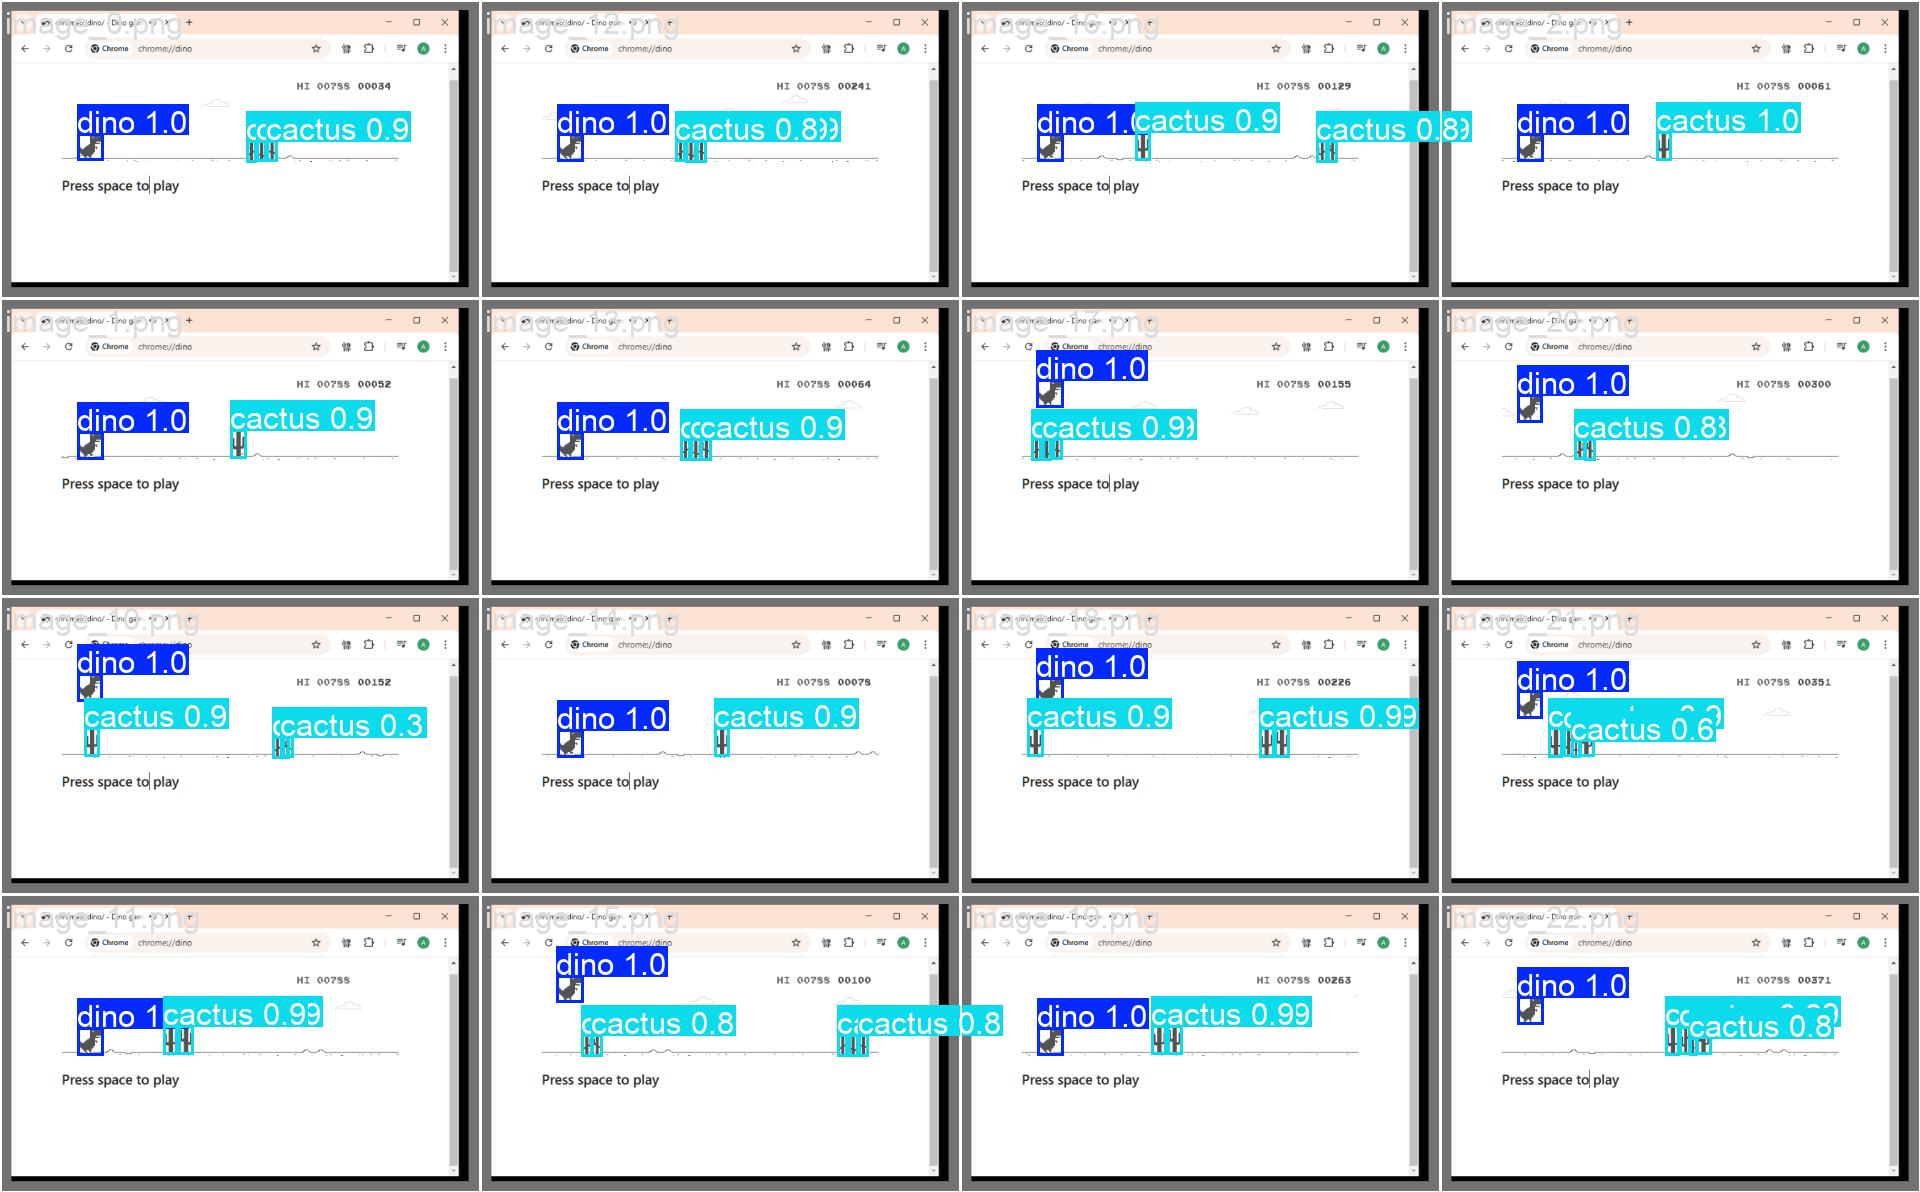 image_0.png
Chrome chrome://dino
HI 00788 00034
dino 1.0
cactus 0.9
Press space to play
image_12.png
Chrome chrome://dino
HI 00788 00241
dino 1.0
cactus 0.8
Press space to play
image_16.png
Chrome chrome://dino
HI 00788 00129
dino 1.0
cactus 0.9
cactus 0.8
Press space to play
image_2.png
Chrome chrome://dino
HI 00788 00061
dino 1.0
cactus 1.0
Press space to play
image_1.png
Chrome chrome://dino
HI 00788 00052
dino 1.0
cactus 0.9
Press space to play
image_13.png
Chrome chrome://dino
HI 00788 00064
dino 1.0
cactus 0.9
Press space to play
image_17.png
Chrome chrome://dino
dino 1.0
HI 00788 00155
cactus 0.9
Press space to play
image_20.png
Chrome chrome://dino
dino 1.0
HI 00788 00300
cactus 0.8
Press space to play
image_10.png
Chrome chrome://dino
dino 1.0
HI 00788 00152
cactus 0.9
cactus 0.3
Press space to play
image_14.png
Chrome chrome://dino
HI 00788 00078
dino 1.0
cactus 0.9
Press space to play
image_18.png
Chrome chrome://dino
dino 1.0
HI 00788 00226
cactus 0.9
cactus 0.99
Press space to play
image_21.png
Chrome chrome://dino
dino 1.0
HI 00788 00351
cactus 0.6
Press space to play
image_11.png
Chrome chrome://dino
HI 00788
dino 1
cactus 0.99
Press space to play
image_15.png
Chrome chrome://dino
dino 1.0
HI 00788 00100
cactus 0.8
cactus 0.8
Press space to play
image_19.png
Chrome chrome://dino
HI 00788 00263
dino 1.0
cactus 0.99
Press space to play
image_22.png
Chrome chrome://dino
dino 1.0
HI 00788 00371
cactus 0.8
Press space to play